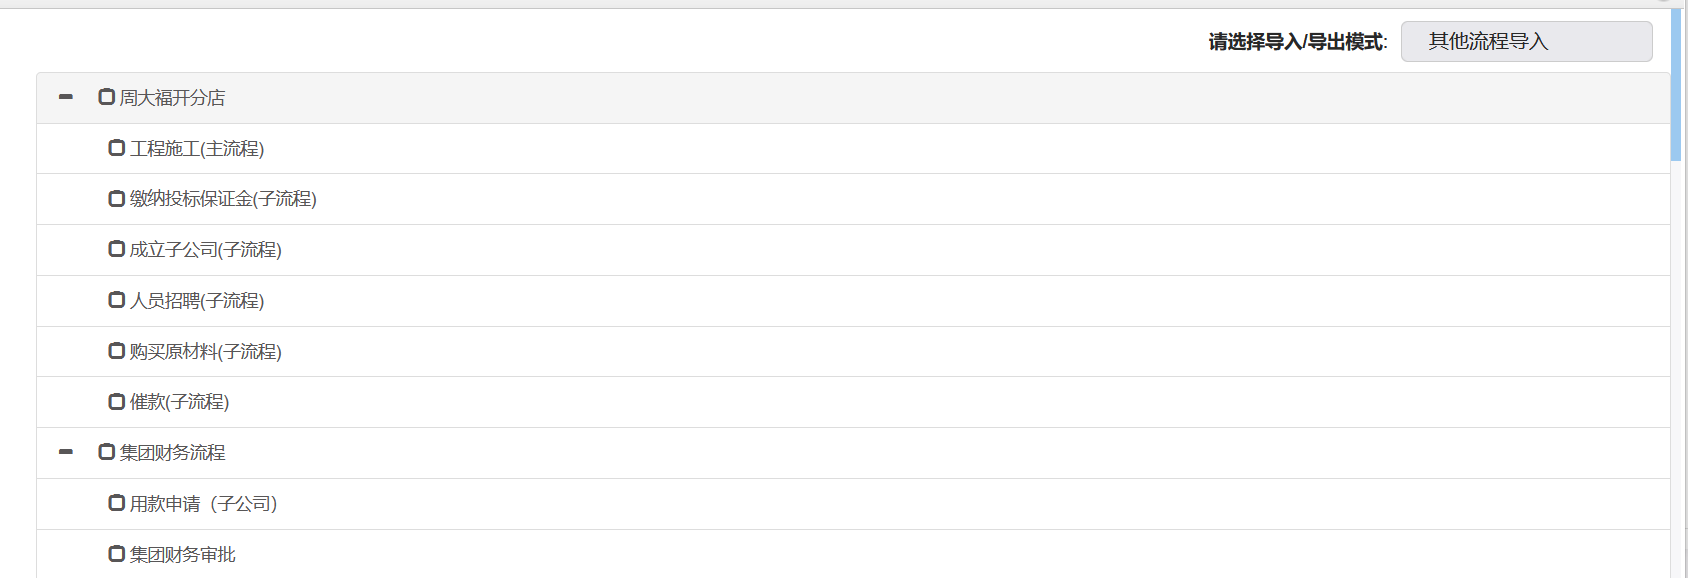 请选择导入/导出模式: 其他流程导入
周大福开分店
工程施工(主流程)
缴纳投标保证金(子流程)
成立子公司(子流程)
人员招聘(子流程)
购买原材料(子流程)
催款(子流程)
集团财务流程
用款申请（子公司）
集团财务审批